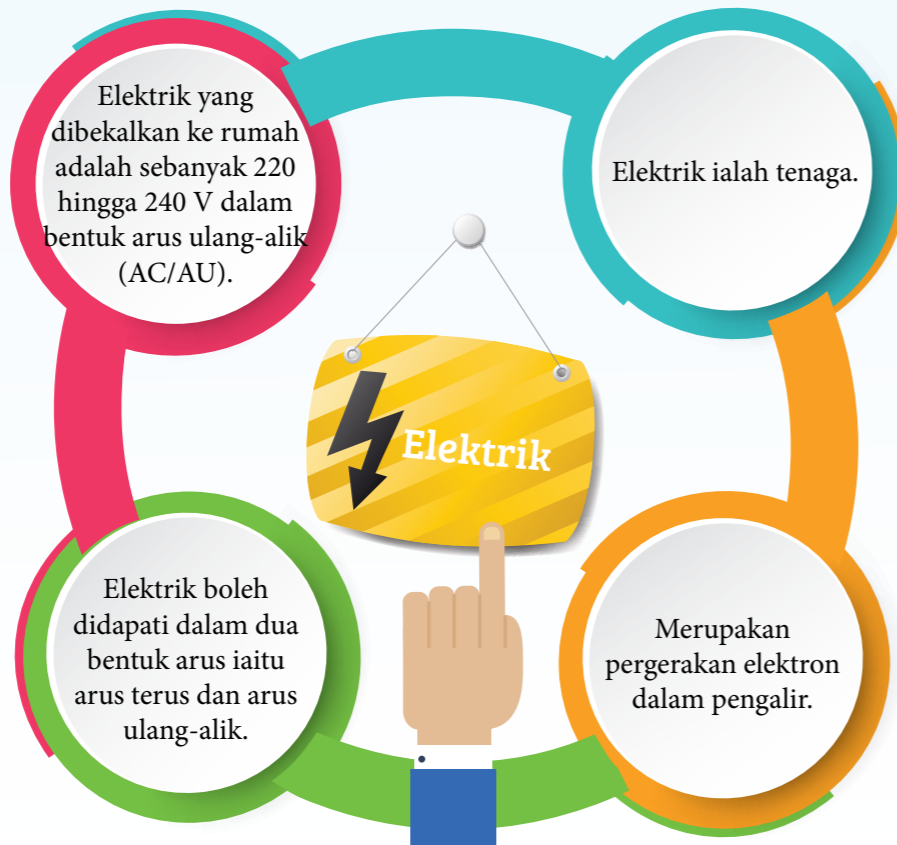 Elektrik yang
dibekalkan ke rumah
adalah sebanyak 220
hingga 240 V dalam
bentuk arus ulang-alik
(AC/AU).
Elektrik ialah tenaga.
Elektrik
Elektrik boleh
didapati dalam dua
bentuk arus iaitu
arus terus dan arus
ulang-alik.
Merupakan
pergerakan elektron
dalam pengalir.